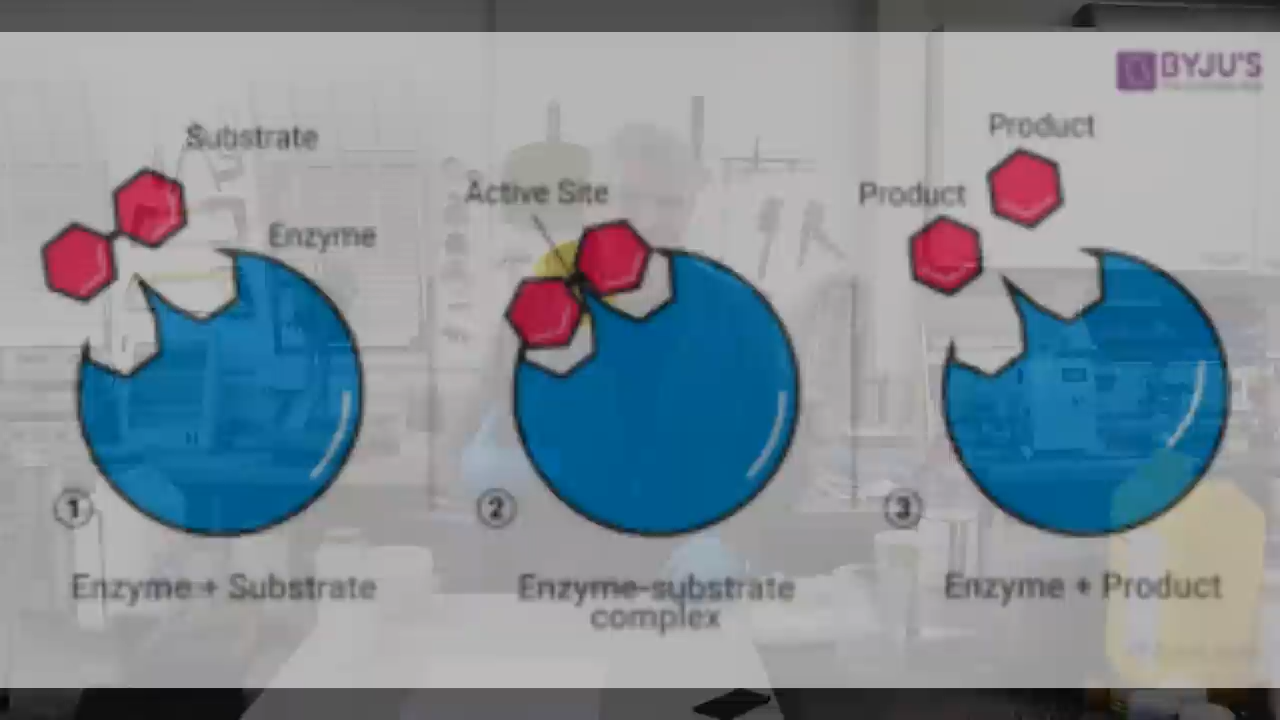 BYJU'S
Substrate
Enzyme
Active Site
Product
Product
1
2
3
Enzyme + Substrate
Enzyme-substrate
complex
Enzyme + Product